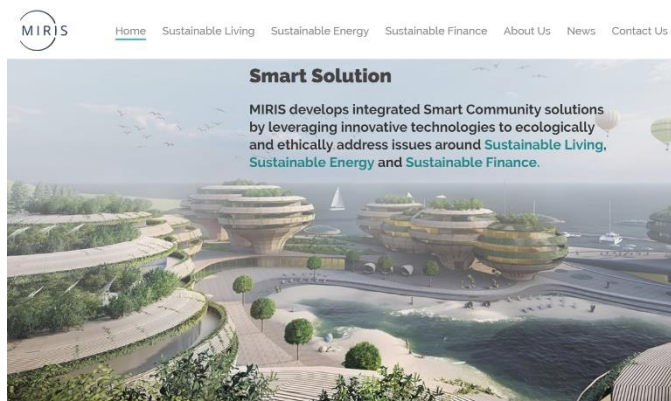 MIRIS
Home Sustainable Living Sustainable Energy Sustainable Finance About Us News Contact Us
Smart Solution
MIRIS develops integrated Smart Community solutions
by leveraging innovative technologies to ecologically
and ethically address issues around Sustainable Living,
Sustainable Energy and Sustainable Finance.